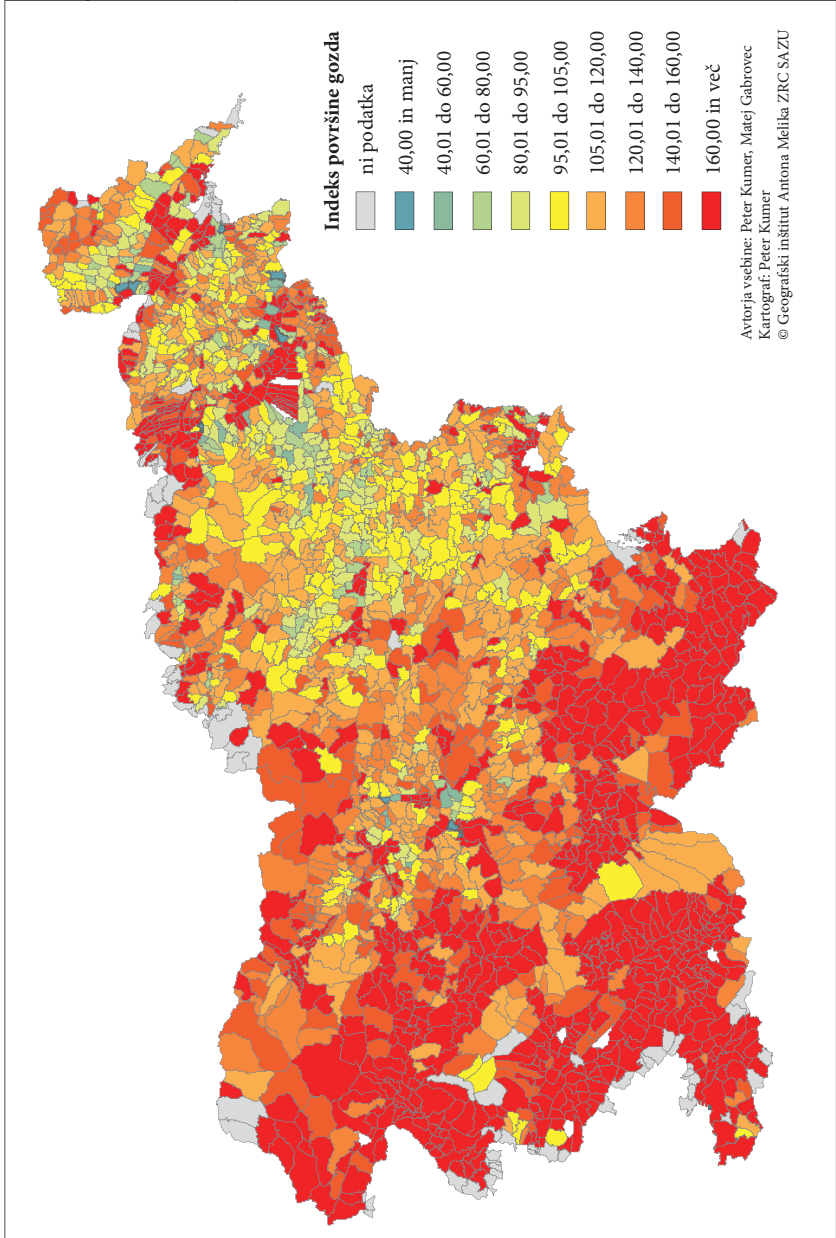 Indeks površine gozda
ni podatka
40,00 in manj
40,01 do 60,00
60,01 do 80,00
80,01 do 95,00
95,01 do 105,00
105,01 do 120,00
120,01 do 140,00
140,01 do 160,00
160,00 in več
Avtorja vsebine: Peter Kumer, Matej Gabrovec
Kartograf: Peter Kumer
© Geografski inštitut Antona Melika ZRC SAZU